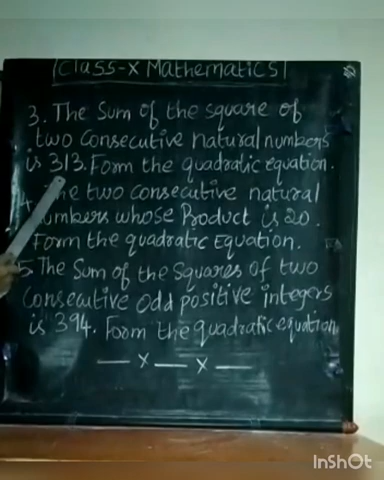 Class-X Mathematics
3. The Sum of the square of
two Consecutive natural numbers
is 313. Form the quadratic equation.
4. The two consecutive natural
numbers whose Product is 20.
Form the quadratic Equation.
5. The Sum of the Squares of two
Consecutive Odd positive integers
is 394. Form the quadratic equation
— x — x —
InShOt